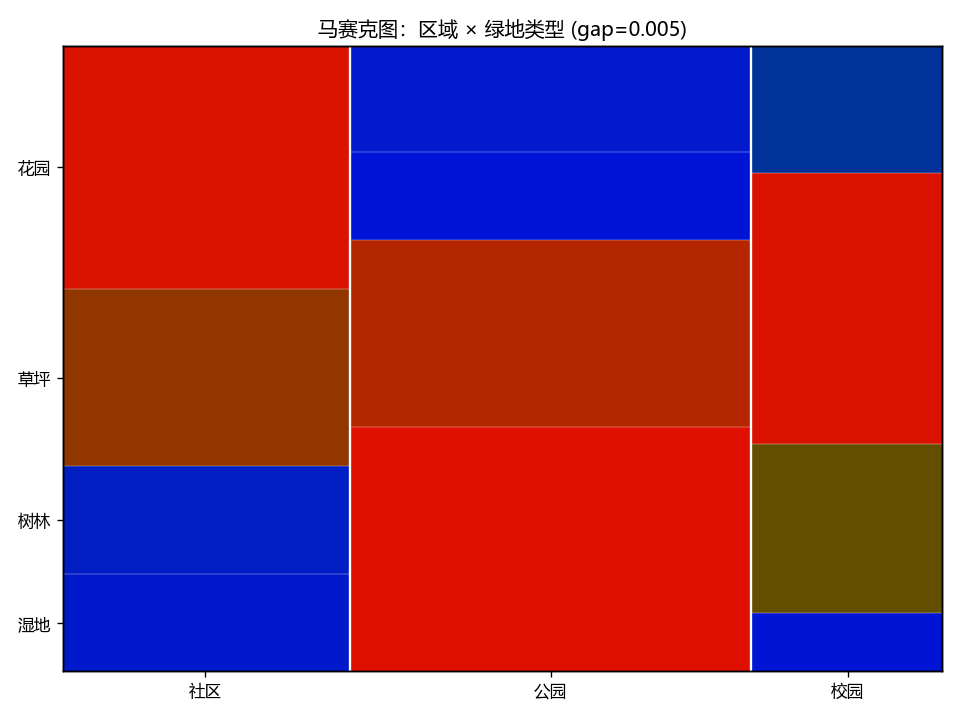 马赛克图：区域 × 绿地类型 (gap=0.005)
花园
草坪
树林
湿地
社区
公园
校园